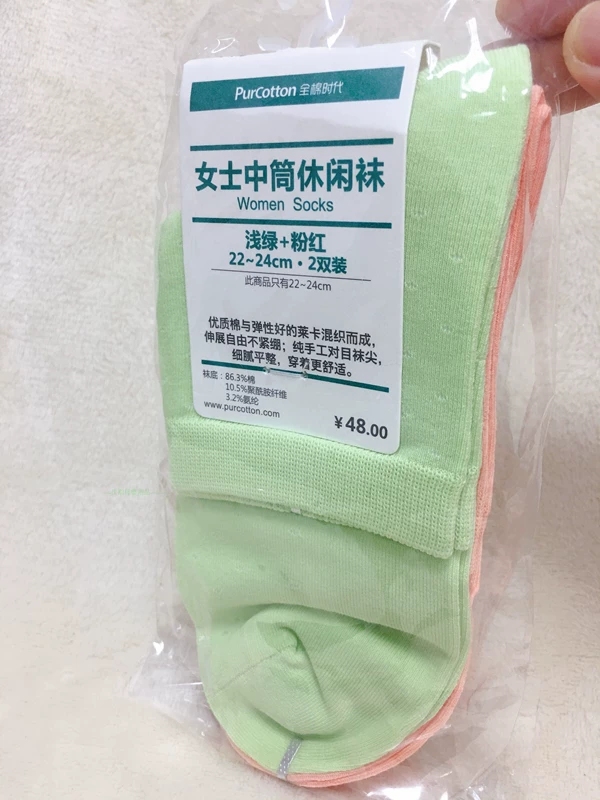 PurCotton 全棉时代
女士中筒休闲袜
Women Socks
浅绿+粉红
22~24cm·2双装
此商品只有22~24cm
优质棉与弹性好的莱卡混织而成，
伸展自由不紧绷；纯手工对目袜尖，
细腻平整，穿着更舒适。
袜底：86.3%棉
10.5%聚酰胺纤维
3.2%氨纶
www.purcotton.com
¥48.00